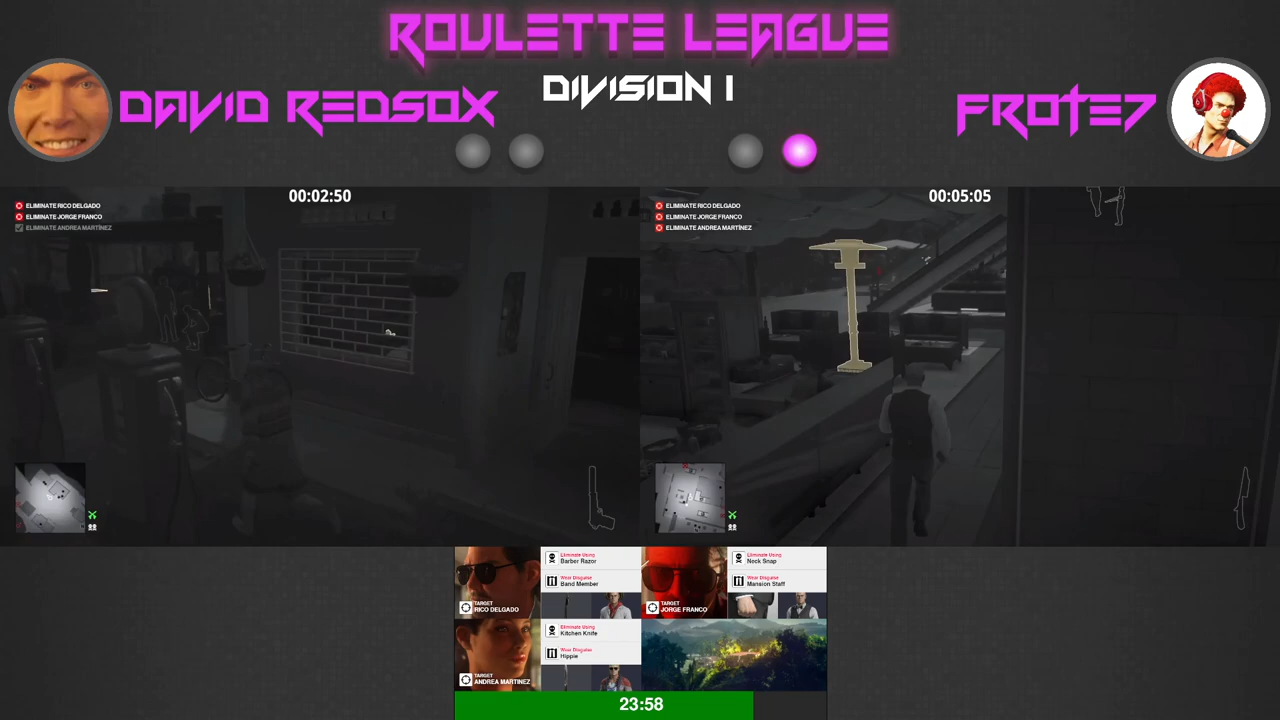 ROULETTE LEAGUE
DIVISION I
DAVID REDSOX
FROTE7
00:02:50
ELIMINATE RICO DELGADO
ELIMINATE JORGE FRANCO
ELIMINATE ANDREA MARTÍNEZ
00:05:05
ELIMINATE RICO DELGADO
ELIMINATE JORGE FRANCO
ELIMINATE ANDREA MARTÍNEZ
Eliminate Using
Barber Razor
Wear Disguise
Band Member
TARGET
RICO DELGADO
Eliminate Using
Neck Snap
Wear Disguise
Mansion Staff
TARGET
JORGE FRANCO
Eliminate Using
Kitchen Knife
Wear Disguise
Hippie
TARGET
ANDREA MARTINEZ
23:58